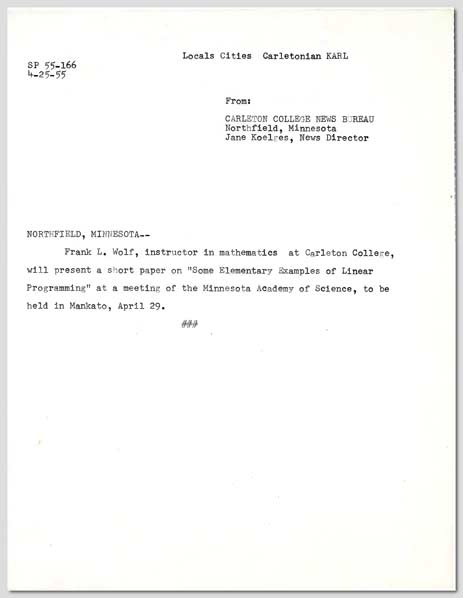 Locals Cities Carletonian KARL
SP 55-166
4-25-55
From:
CARLETON COLLEGE NEWS BUREAU
Northfield, Minnesota
Jane Koelges, News Director
NORTHFIELD, MINNESOTA--
Frank L. Wolf, instructor in mathematics at Carleton College,
will present a short paper on "Some Elementary Examples of Linear
Programming" at a meeting of the Minnesota Academy of Science, to be
held in Mankato, April 29.
###